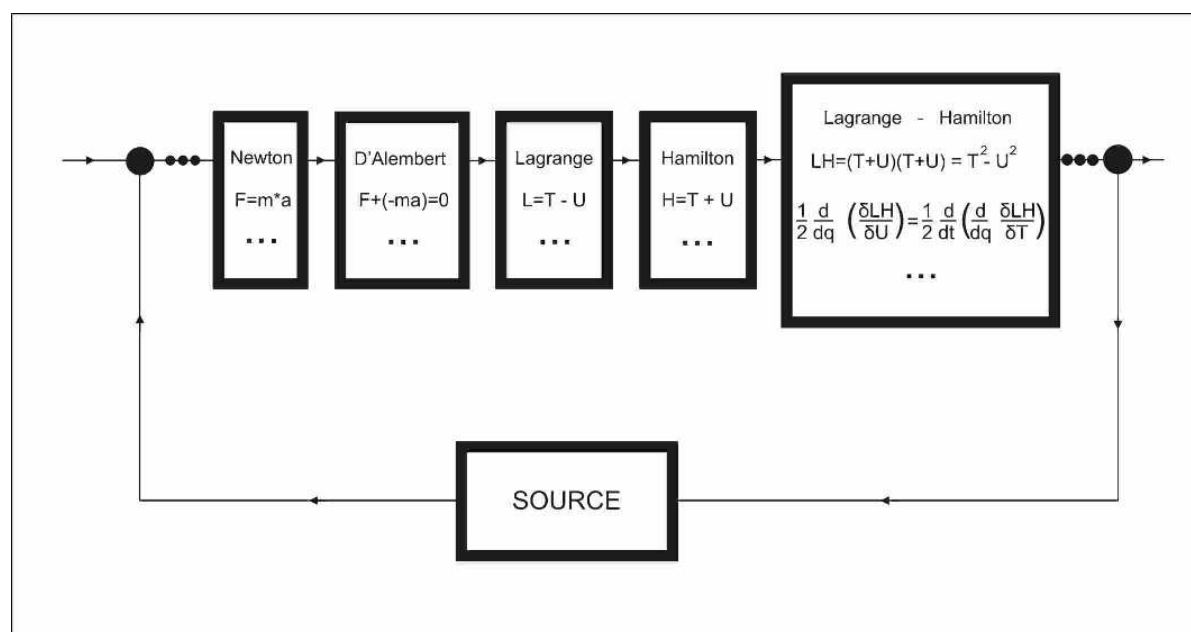 Newton
F=m*a
...
D'Alembert
F+(-ma)=0
...
Lagrange
L=T - U
...
Hamilton
H=T + U
...
Lagrange - Hamilton
LH=(T+U)(T+U) = T²- U²
1/2 d/dq (δLH/δU)=1/2 d/dt(d/dq δLH/δT)
...
SOURCE